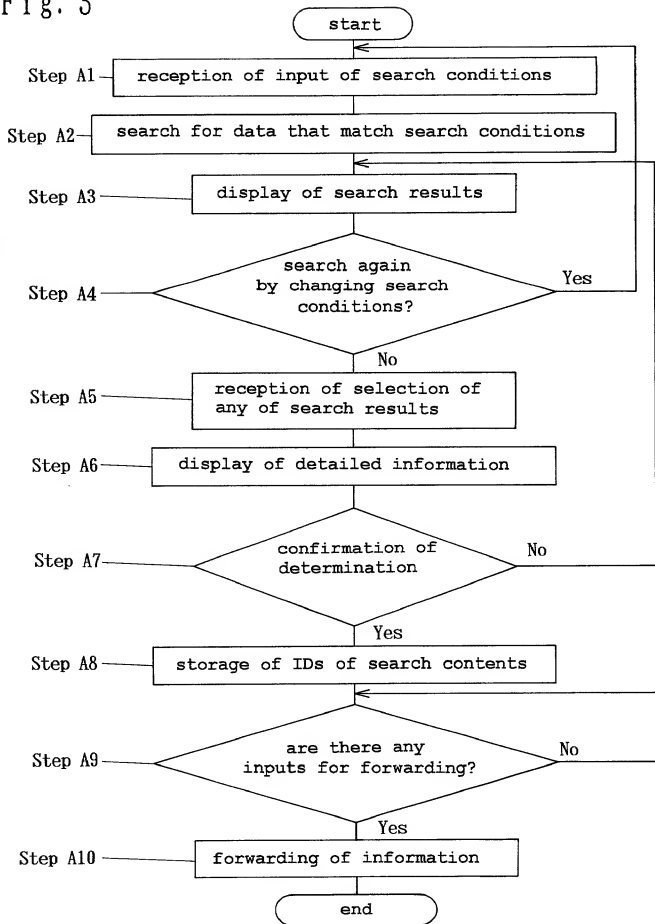 Fig. 3
start
Step A1
reception of input of search conditions
Step A2
search for data that match search conditions
Step A3
display of search results
Step A4
search again
by changing search
conditions?
Yes
No
Step A5
reception of selection of
any of search results
Step A6
display of detailed information
Step A7
confirmation of
determination
No
Yes
Step A8
storage of IDs of search contents
Step A9
are there any
inputs for forwarding?
No
Yes
Step A10
forwarding of information
end